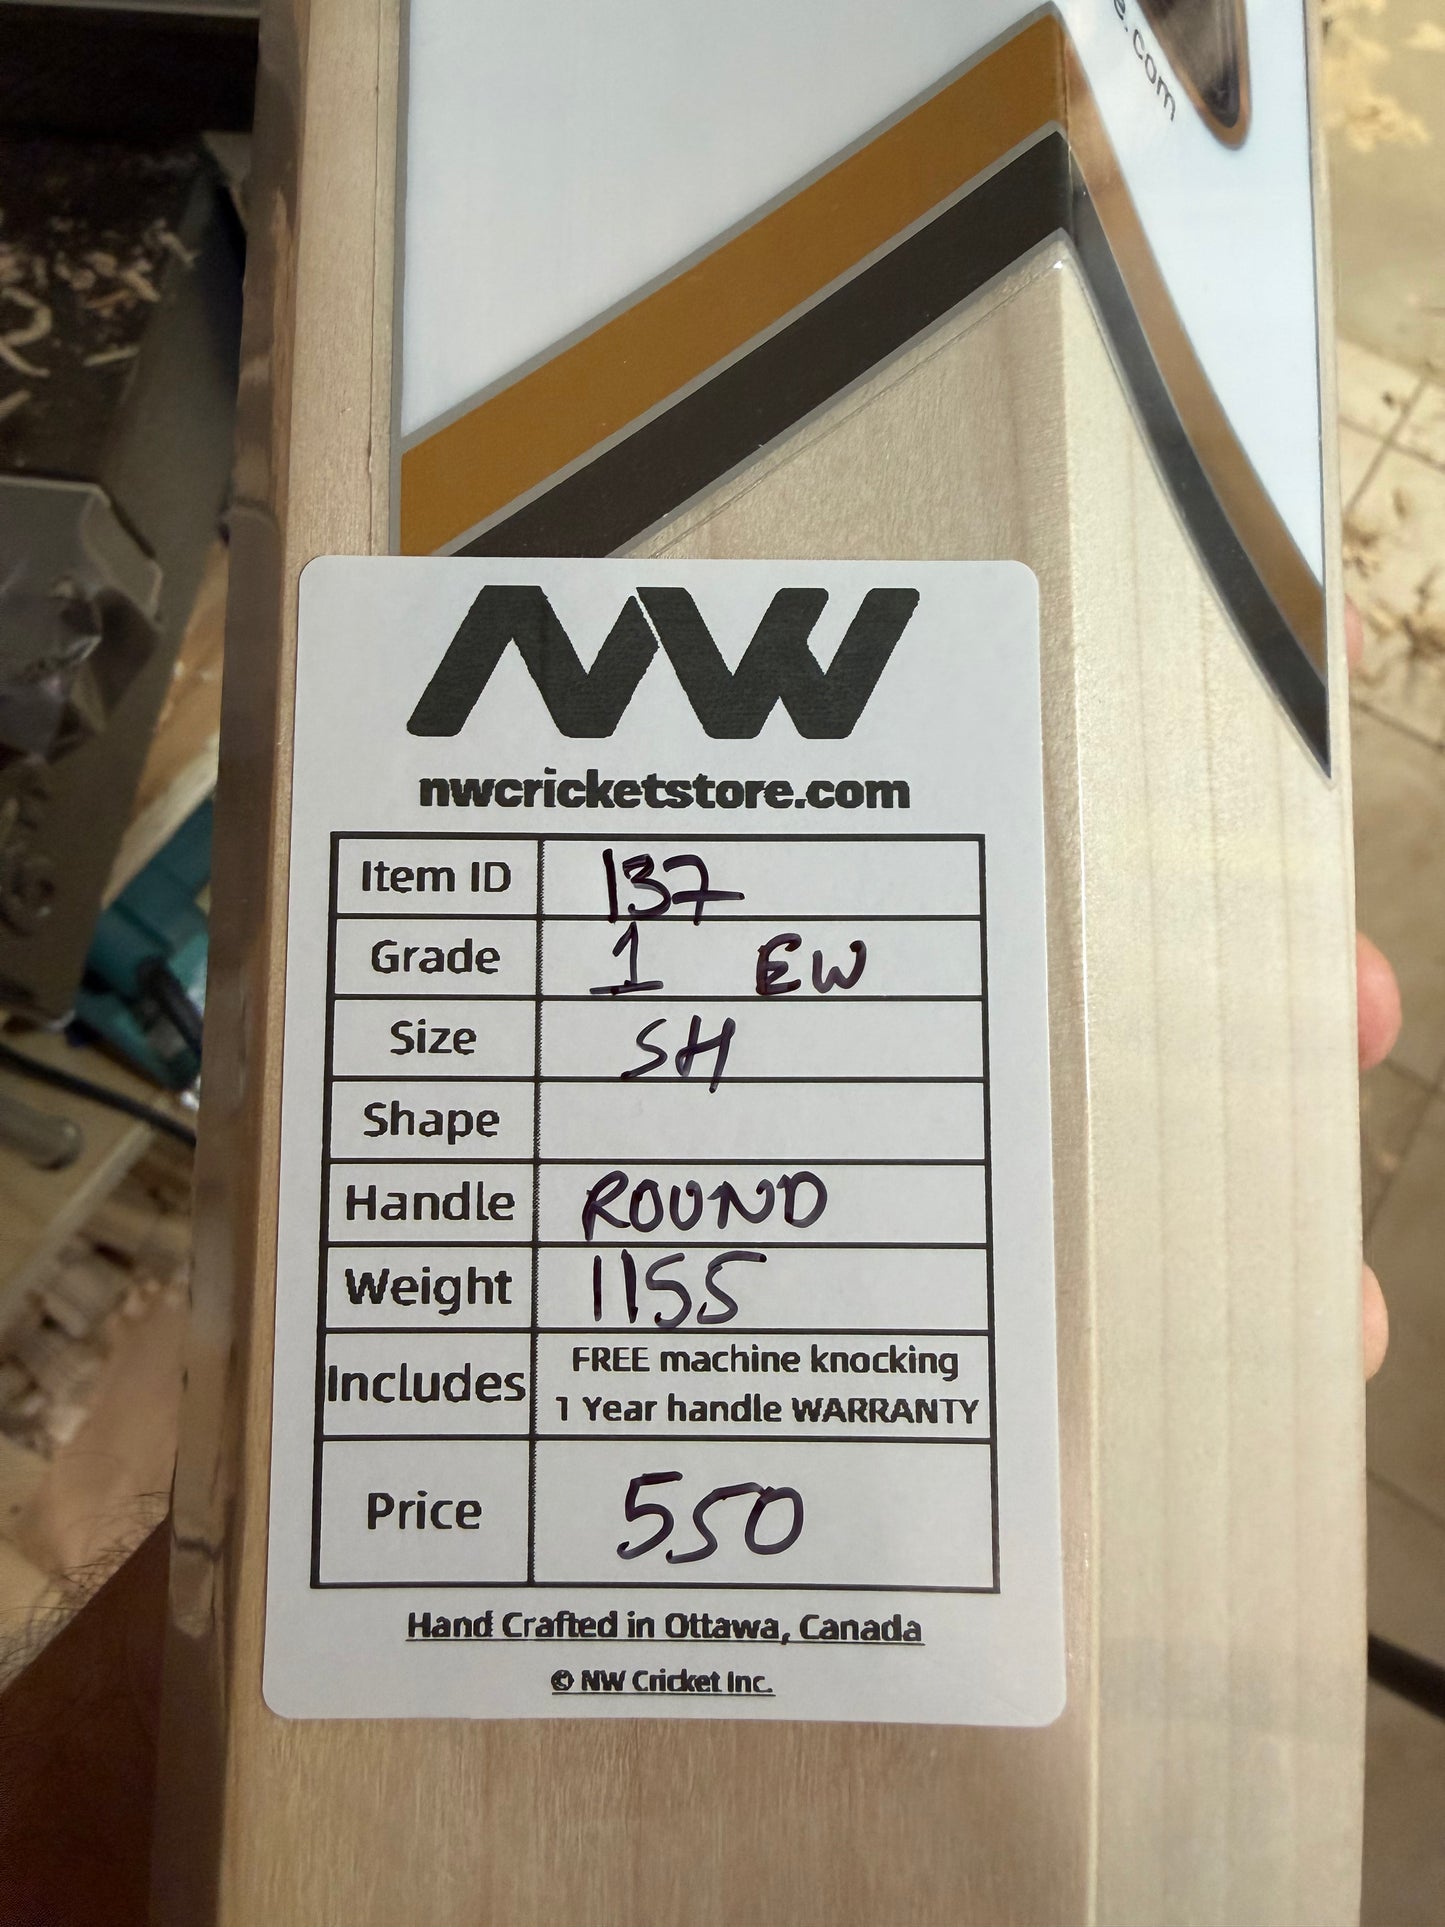 e.com
NW
nwcricketstore.com
Item ID 137
Grade 1 EW
Size SH
Shape
Handle ROUND
Weight 1155
Includes FREE machine knocking
1 Year handle WARRANTY
Price 550
Hand Crafted in Ottawa, Canada
© NW Cricket Inc.